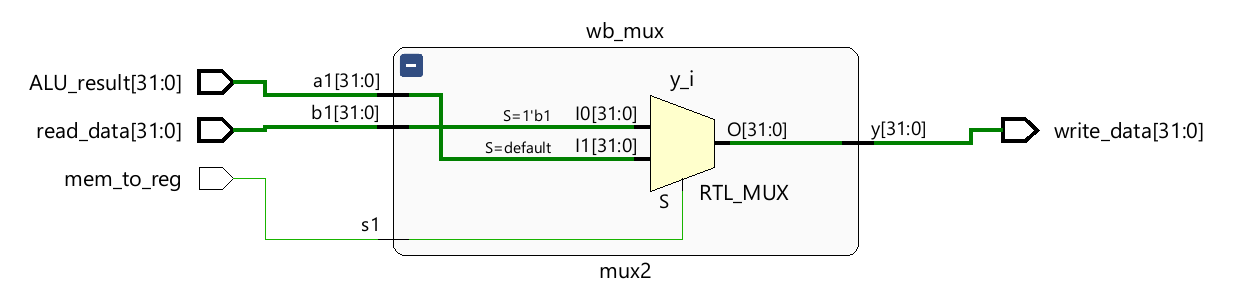 wb_mux
ALU_result[31:0]
a1[31:0]
y_i
read_data[31:0]
b1[31:0]
S=1'b1
I0[31:0]
O[31:0]
y[31:0]
write_data[31:0]
S=default
I1[31:0]
mem_to_reg
S
RTL_MUX
s1
mux2